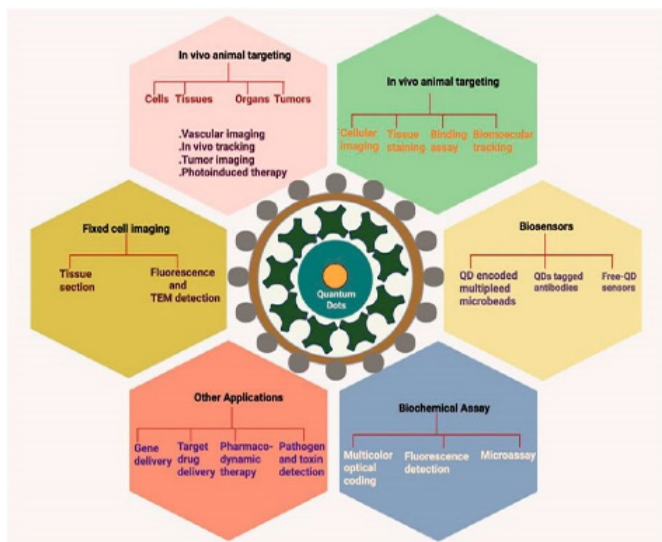 In vivo animal targeting
Cells Tissues Organs Tumors
.Vascular imaging
.In vivo tracking
.Tumor imaging
.Photoinduced therapy
In vivo animal targeting
Cellular imaging
Tissue staining
Binding assay
Biomoecular tracking
Fixed cell imaging
Tissue
section
Fluorescence
and
TEM detection
Quantum
Dots
Biosensors
QD encoded
multipleed
microbeads
QDs tagged
antibodies
Free-QD
sensors
Other Applications
Gene
delivery
Target
drug
delivery
Pharmaco-
dynamic
therapy
Pathogen
and toxin
detection
Biochemical Assay
Multicolor
optical
coding
Fluorescence
detection
Microassay